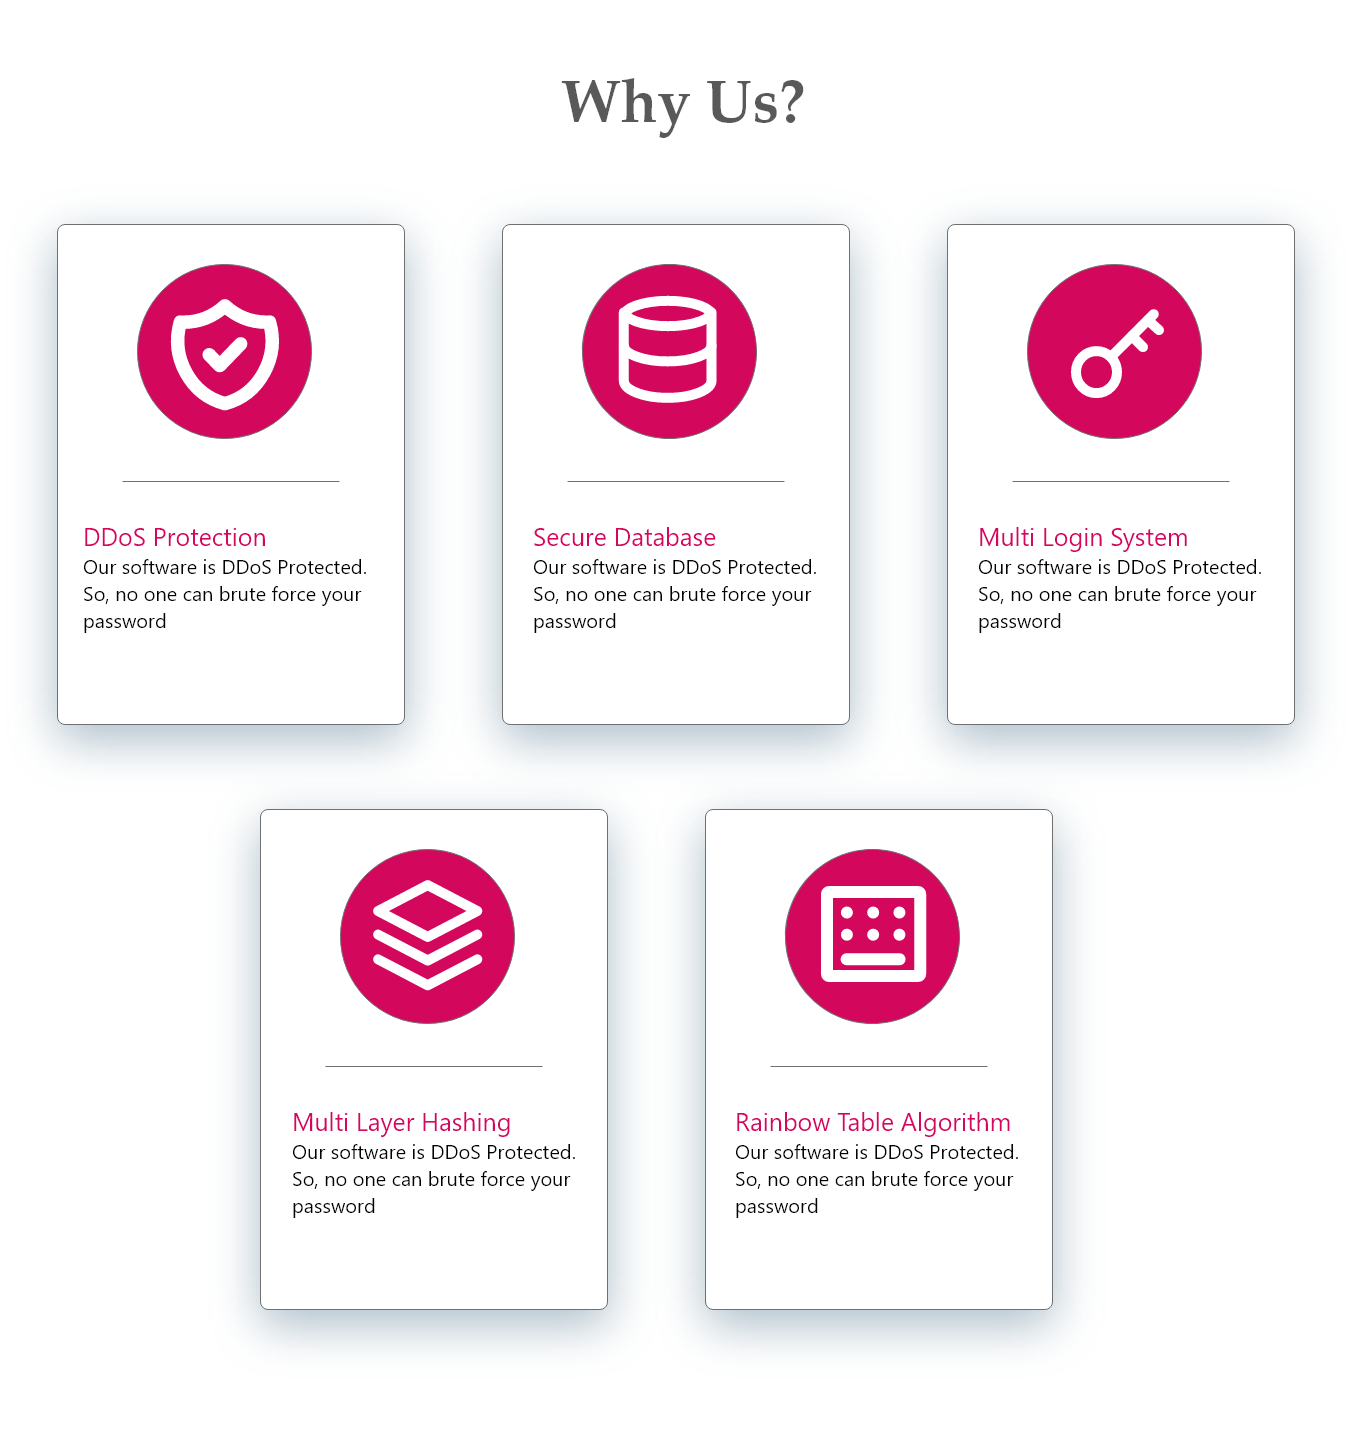 Why Us?
DDoS Protection
Our software is DDoS Protected.
So, no one can brute force your
password
Secure Database
Our software is DDoS Protected.
So, no one can brute force your
password
Multi Login System
Our software is DDoS Protected.
So, no one can brute force your
password
Multi Layer Hashing
Our software is DDoS Protected.
So, no one can brute force your
password
Rainbow Table Algorithm
Our software is DDoS Protected.
So, no one can brute force your
password